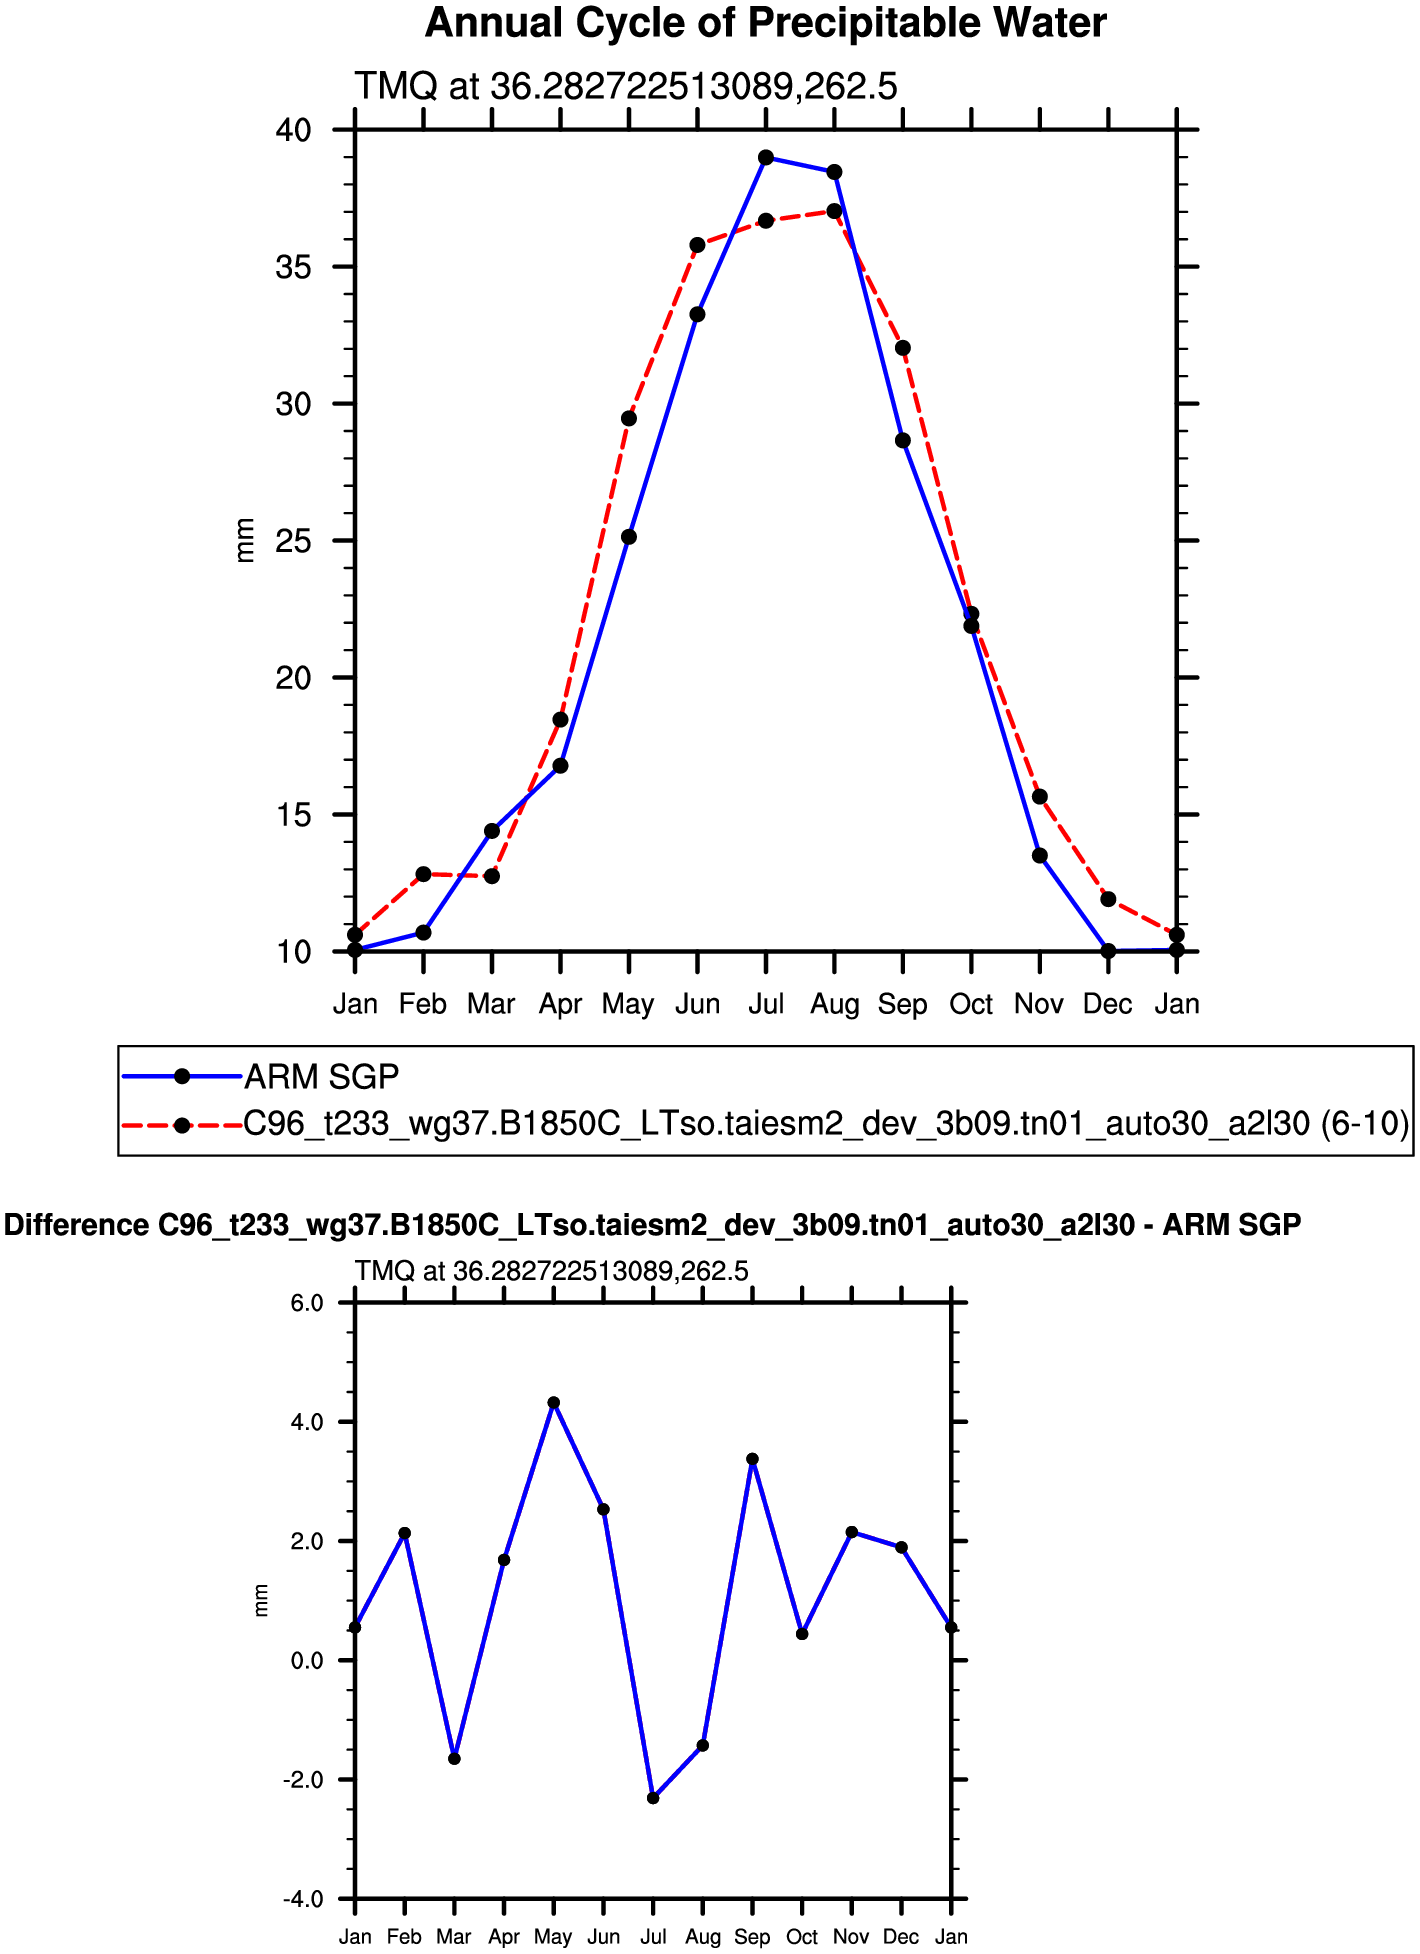 Annual Cycle of Precipitable Water
TMQ at 36.282722513089,262.5
40
35
30
25
20
15
10
mm
Jan Feb Mar Apr May Jun Jul Aug Sep Oct Nov Dec Jan
ARM SGP
C96_t233_wg37.B1850C_LTso.taiesm2_dev_3b09.tn01_auto30_a2l30 (6-10)
Difference C96_t233_wg37.B1850C_LTso.taiesm2_dev_3b09.tn01_auto30_a2l30 - ARM SGP
TMQ at 36.282722513089,262.5
6.0
4.0
2.0
0.0
-2.0
-4.0
mm
Jan Feb Mar Apr May Jun Jul Aug Sep Oct Nov Dec Jan